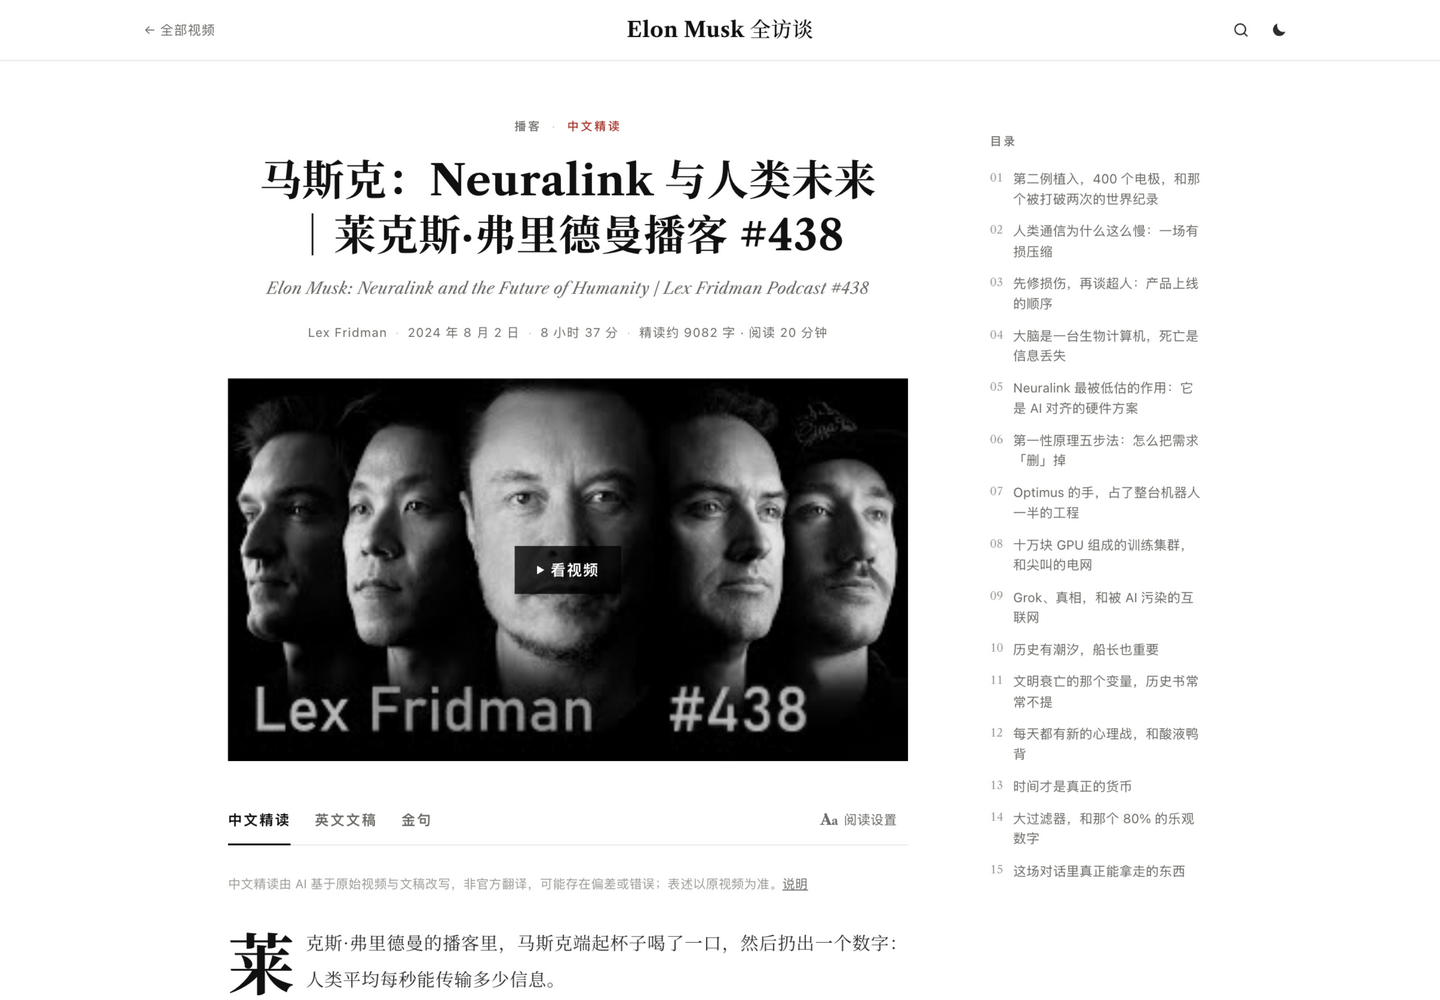 ← 全部视频
Elon Musk 全访谈
播客 · 中文精读
马斯克：Neuralink 与人类未来
｜莱克斯·弗里德曼播客 #438
Elon Musk: Neuralink and the Future of Humanity | Lex Fridman Podcast #438
Lex Fridman · 2024 年 8 月 2 日 · 8 小时 37 分 · 精读约 9082 字 · 阅读 20 分钟
▶ 看视频
Lex Fridman #438
中文精读 英文文稿 金句
Aa 阅读设置
中文精读由 AI 基于原始视频与文稿改写，非官方翻译，可能存在偏差或错误；表述以原视频为准。说明
莱克斯·弗里德曼的播客里，马斯克端起杯子喝了一口，然后扔出一个数字：
人类平均每秒能传输多少信息。
目录
01 第二例植入，400 个电极，和那
个被打破两次的世界纪录
02 人类通信为什么这么慢：一场有
损压缩
03 先修损伤，再谈超人：产品上线
的顺序
04 大脑是一台生物计算机，死亡是
信息丢失
05 Neuralink 最被低估的作用：它
是 AI 对齐的硬件方案
06 第一性原理五步法：怎么把需求
「删」掉
07 Optimus 的手，占了整台机器人
一半的工程
08 十万块 GPU 组成的训练集群，
和尖叫的电网
09 Grok、真相，和被 AI 污染的互
联网
10 历史有潮汐，船长也重要
11 文明衰亡的那个变量，历史书常
常不提
12 每天都有新的心理战，和酸液鸭
背
13 时间才是真正的货币
14 大过滤器，和那个 80% 的乐观
数字
15 这场对话里真正能拿走的东西